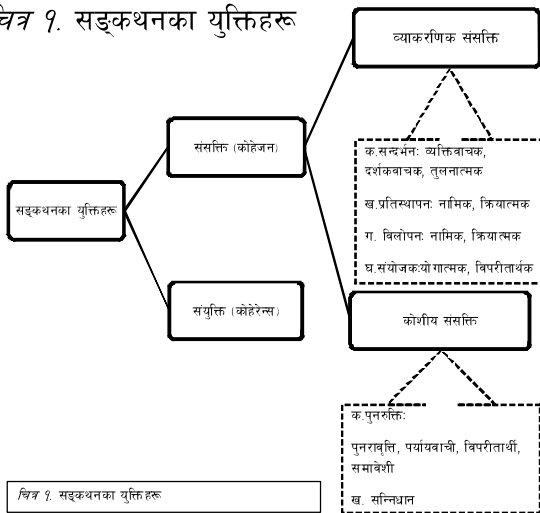 चित्र १. सङ्कथनका युक्तिहरू
व्याकरणिक संसक्ति
संसक्ति (कोहेजन)
क.सन्दर्भनः व्यक्तिवाचक,
दर्शकवाचक, तुलनात्मक
ख.प्रतिस्थापनः नामिक, क्रियात्मक
ग. विलोपनः नामिक, क्रियात्मक
घ.संयोजकःयोगात्मक, विपरीतार्थक
सङ्कथनका युक्तिहरू
संयुक्ति (कोहेरेन्स)
कोशीय संसक्ति
क.पुनरुक्तिः
पुनरावृत्ति, पर्यायवाची, विपरीतार्थी,
समावेशी
ख. सन्निधान
चित्र १. सङ्कथनका युक्तिहरू